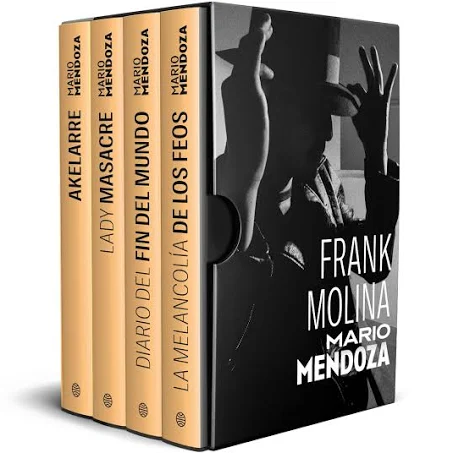 AKELARRE
MARIO
MENDOZA
LADY MASACRE
MARIO
MENDOZA
DIARIO DEL FIN DEL MUNDO
MARIO
MENDOZA
LA MELANCOLÍA DE LOS FEOS
MARIO
MENDOZA
FRANK
MOLINA
MARIO
MENDOZA